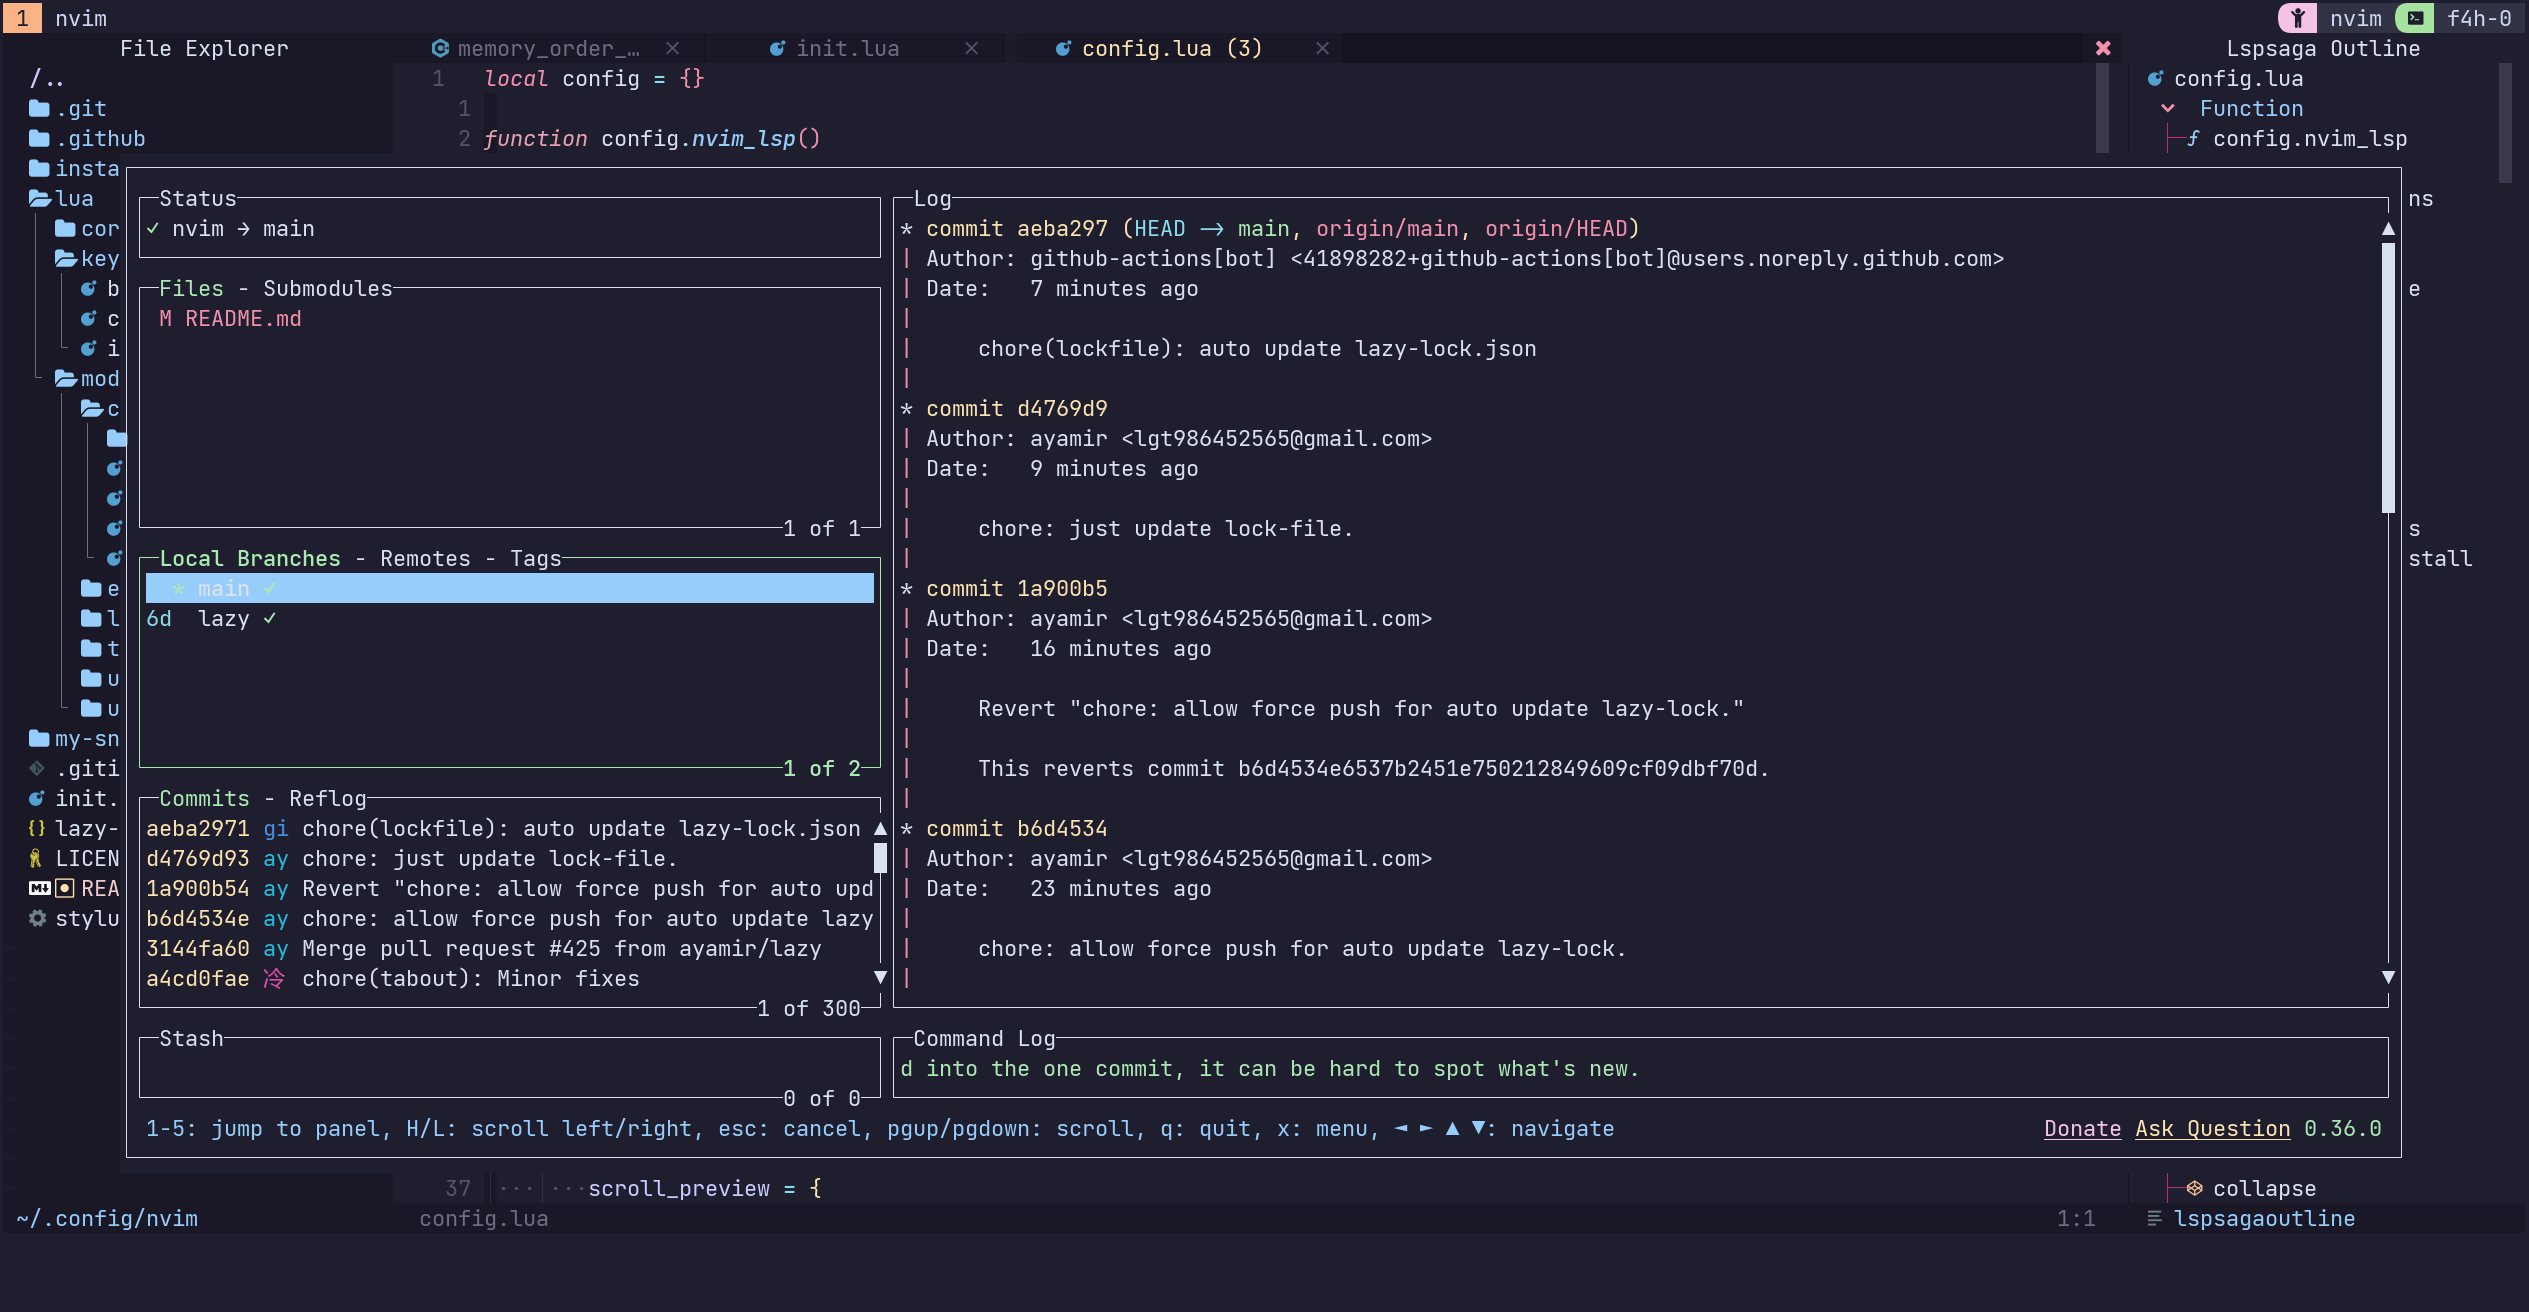 1 nvim
nvim f4h-0
File Explorer
memory_order_… × init.lua × config.lua (3) ×
Lspsaga Outline
/..
.git
.github
insta
lua
cor
key
b
c
i
mod
c
e
l
t
u
u
my-sn
.giti
init.
lazy-
LICEN
REA
stylu
1 local config = {}
1
2 function config.nvim_lsp()
config.lua
Function
config.nvim_lsp
ns
e
s
stall
Status
✓ nvim → main
Files - Submodules
M README.md
1 of 1
Local Branches - Remotes - Tags
* main ✓
6d lazy ✓
1 of 2
Commits - Reflog
aeba2971 gi chore(lockfile): auto update lazy-lock.json
d4769d93 ay chore: just update lock-file.
1a900b54 ay Revert "chore: allow force push for auto upd
b6d4534e ay chore: allow force push for auto update lazy
3144fa60 ay Merge pull request #425 from ayamir/lazy
a4cd0fae 冷 chore(tabout): Minor fixes
1 of 300
Stash
0 of 0
Log
* commit aeba297 (HEAD -> main, origin/main, origin/HEAD)
| Author: github-actions[bot] <41898282+github-actions[bot]@users.noreply.github.com>
| Date: 7 minutes ago
|
| chore(lockfile): auto update lazy-lock.json
|
* commit d4769d9
| Author: ayamir <lgt986452565@gmail.com>
| Date: 9 minutes ago
|
| chore: just update lock-file.
|
* commit 1a900b5
| Author: ayamir <lgt986452565@gmail.com>
| Date: 16 minutes ago
|
| Revert "chore: allow force push for auto update lazy-lock."
|
| This reverts commit b6d4534e6537b2451e750212849609cf09dbf70d.
|
* commit b6d4534
| Author: ayamir <lgt986452565@gmail.com>
| Date: 23 minutes ago
|
| chore: allow force push for auto update lazy-lock.
|
Command Log
d into the one commit, it can be hard to spot what's new.
1-5: jump to panel, H/L: scroll left/right, esc: cancel, pgup/pgdown: scroll, q: quit, x: menu, ◄ ► ▲ ▼: navigate
Donate Ask Question 0.36.0
37 scroll_preview = {
collapse
~/.config/nvim config.lua 1:1 lspsagaoutline